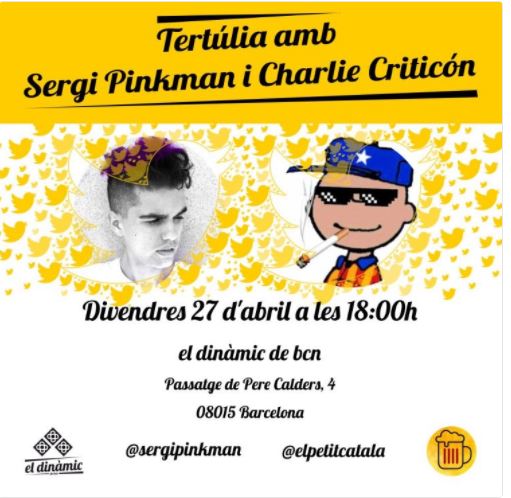 Tertúlia amb
Sergi Pinkman i Charlie Criticón
Divendres 27 d'abril a les 18:00h
el dinàmic de bcn
Passatge de Pere Calders, 4
08015 Barcelona
@sergipinkman @elpetitcatala
el dinàmic